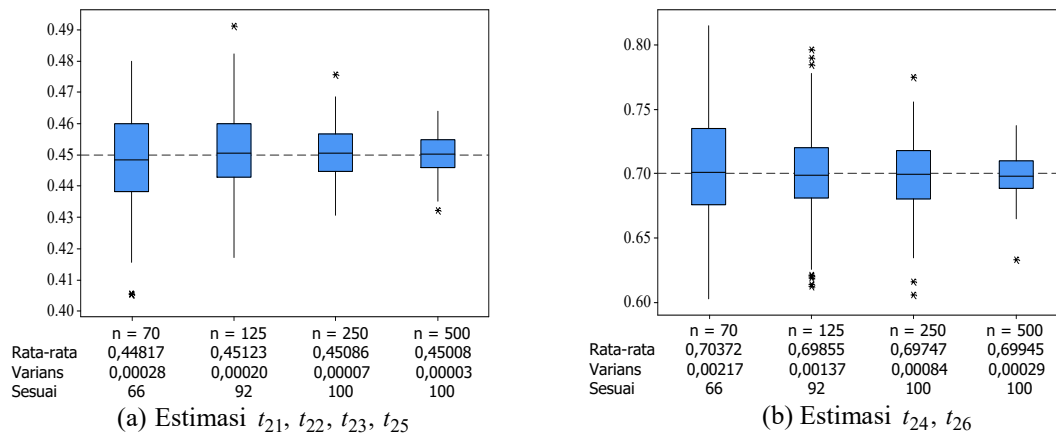 0.49
0.48
0.47
0.46
0.45
0.44
0.43
0.42
0.41
0.40
n = 70 n = 125 n = 250 n = 500
Rata-rata 0,44817 0,45123 0,45086 0,45008
Varians 0,00028 0,00020 0,00007 0,00003
Sesuai 66 92 100 100
(a) Estimasi t21, t22, t23, t25
0.80
0.75
0.70
0.65
0.60
n = 70 n = 125 n = 250 n = 500
Rata-rata 0,70372 0,69855 0,69747 0,69945
Varians 0,00217 0,00137 0,00084 0,00029
Sesuai 66 92 100 100
(b) Estimasi t24, t26